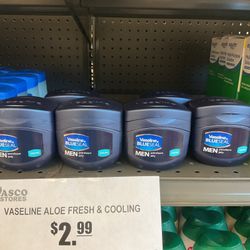 Vaseline
BLUESEAL
MEN
Vaseline
BLUESEAL
MEN
Vaseline
BLUESEAL
MEN
Vaseline
BLUESEAL
MEN
ASCO
STORES
VASELINE ALOE FRESH & COOLING
$2.99